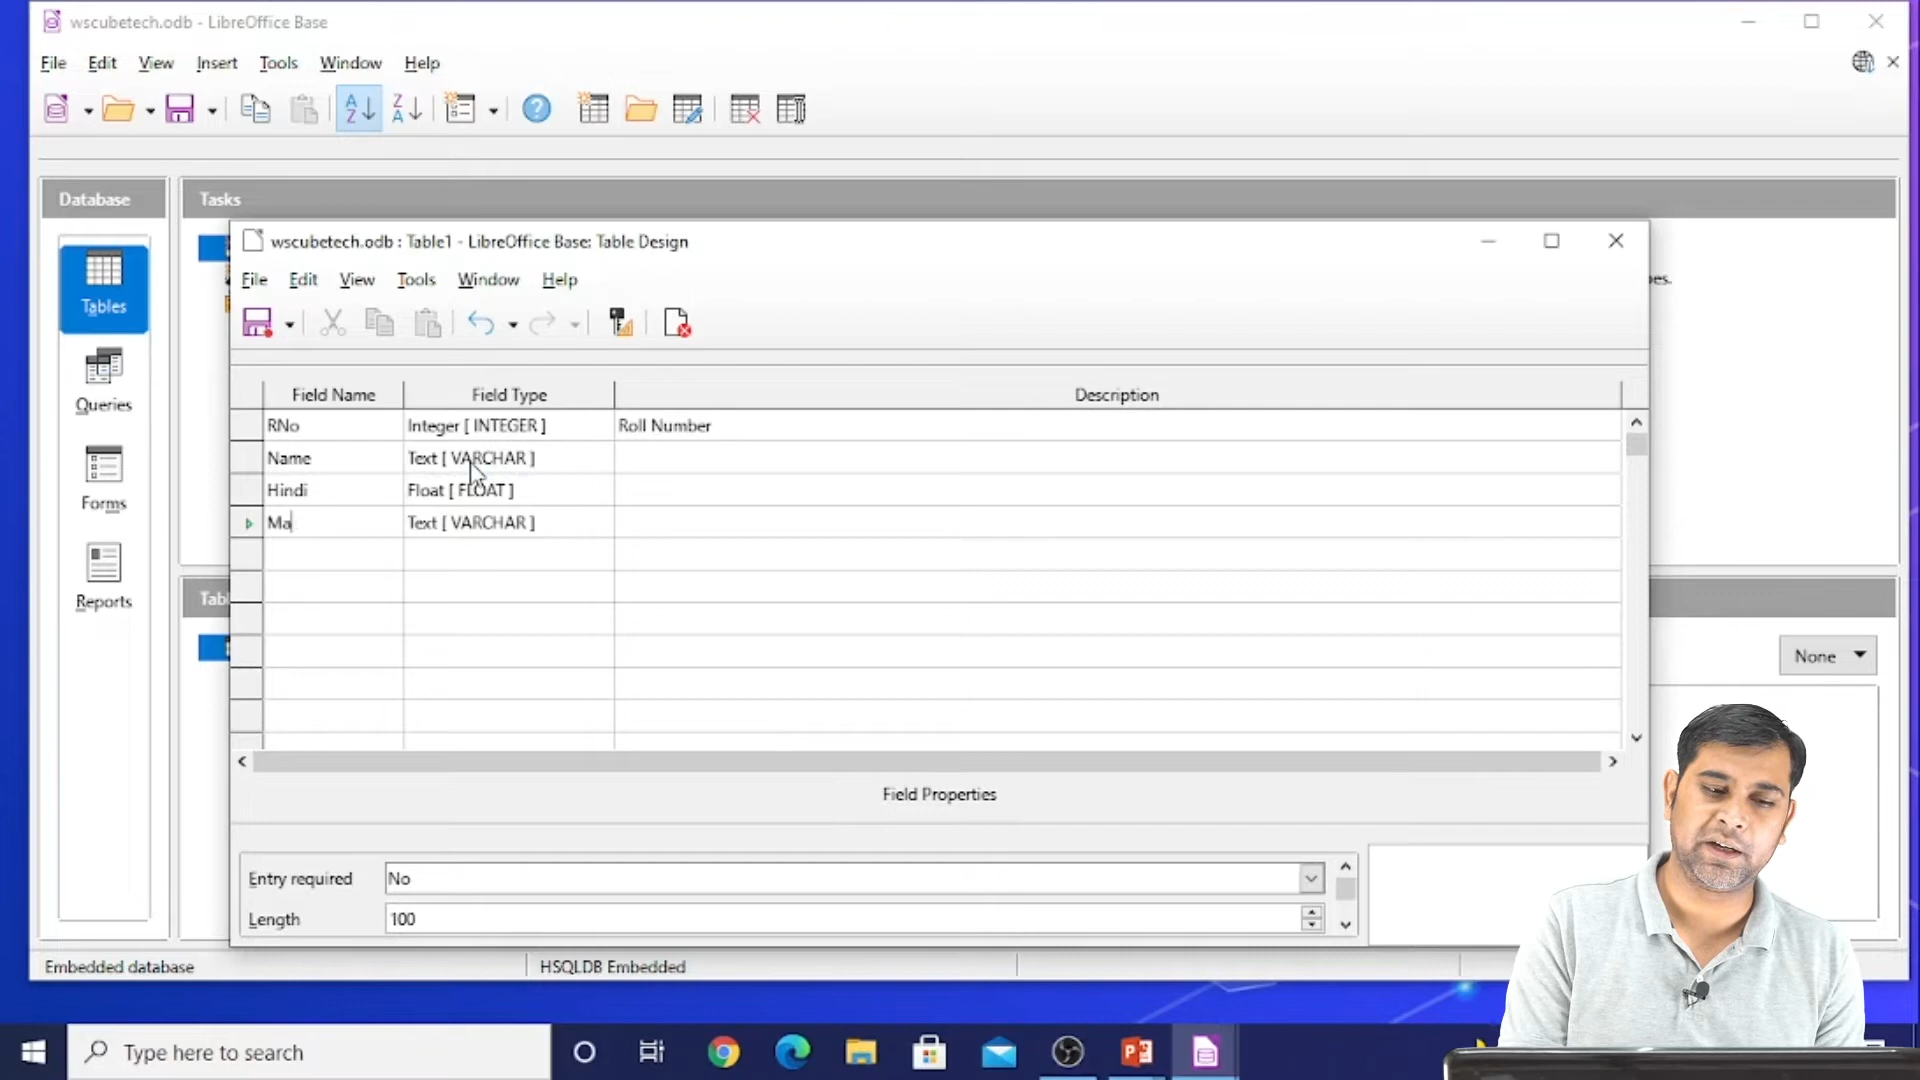 wscubetech.odb - LibreOffice Base
File Edit View Insert Tools Window Help
Database
Tasks
Tables
Queries
Forms
Reports
wscubetech.odb : Table1 - LibreOffice Base: Table Design
File Edit View Tools Window Help
Field Name Field Type Description
RNo Integer [ INTEGER ] Roll Number
Name Text [ VARCHAR ]
Hindi Float [ FLOAT ]
Ma Text [ VARCHAR ]
None
Field Properties
Entry required No
Length 100
Embedded database HSQLDB Embedded
Type here to search